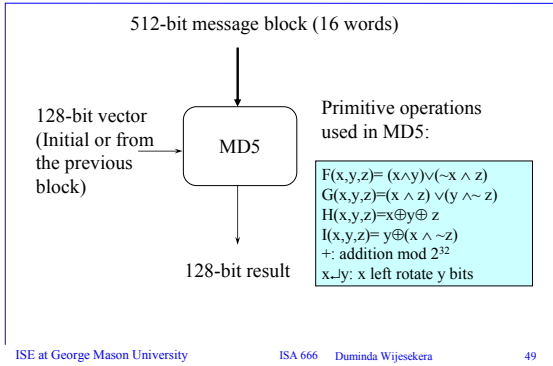 512-bit message block (16 words)
128-bit vector
(Initial or from
the previous
block)
MD5
128-bit result
Primitive operations
used in MD5:
F(x,y,z)= (x∧y)∨(~x ∧ z)
G(x,y,z)=(x ∧ z) ∨(y ∧~ z)
H(x,y,z)=x⊕y⊕ z
I(x,y,z)= y⊕(x ∧ ~z)
+: addition mod 2³²
x↵y: x left rotate y bits
ISE at George Mason University ISA 666 Duminda Wijesekera 49